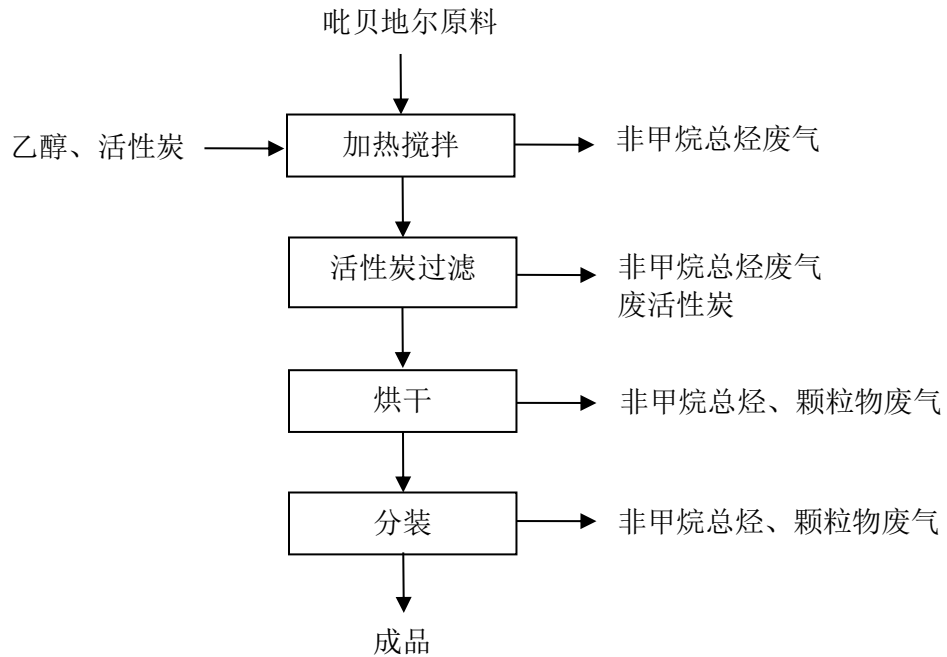 吡贝地尔原料
乙醇、活性炭
加热搅拌
非甲烷总烃废气
活性炭过滤
非甲烷总烃废气
废活性炭
烘干
非甲烷总烃、颗粒物废气
分装
非甲烷总烃、颗粒物废气
成品